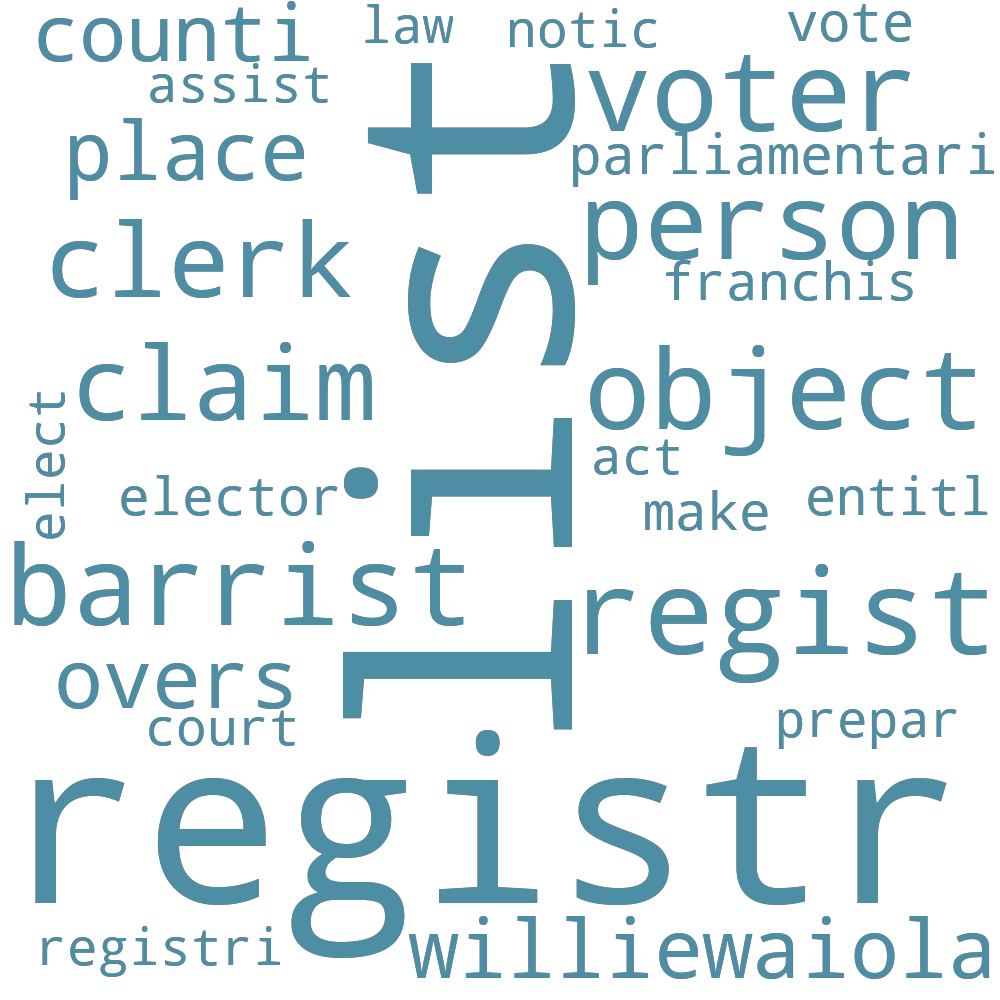 counti
law
notic
vote
assist
voter
place
parliamentari
person
clerk
franchis
list
claim
object
elect
act
elector
make
entitl
barrist
regist
overs
court
prepar
registr
registri
williewaiola